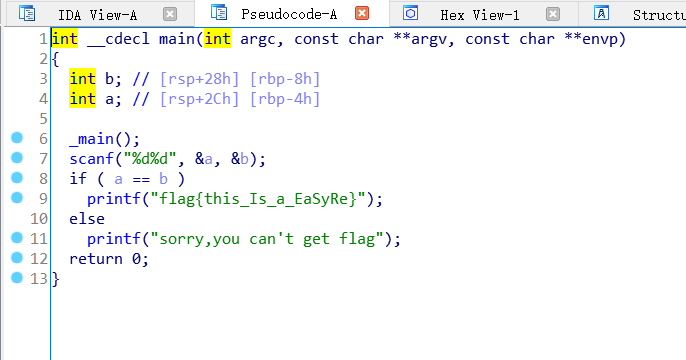 IDA View-A Pseudocode-A Hex View-1 Structu
1 int __cdecl main(int argc, const char **argv, const char **envp)
2 {
3 int b; // [rsp+28h] [rbp-8h]
4 int a; // [rsp+2Ch] [rbp-4h]
5
6 _main();
7 scanf("%d%d", &a, &b);
8 if ( a == b )
9 printf("flag{this_Is_a_EaSyRe}");
10 else
11 printf("sorry,you can't get flag");
12 return 0;
13 }